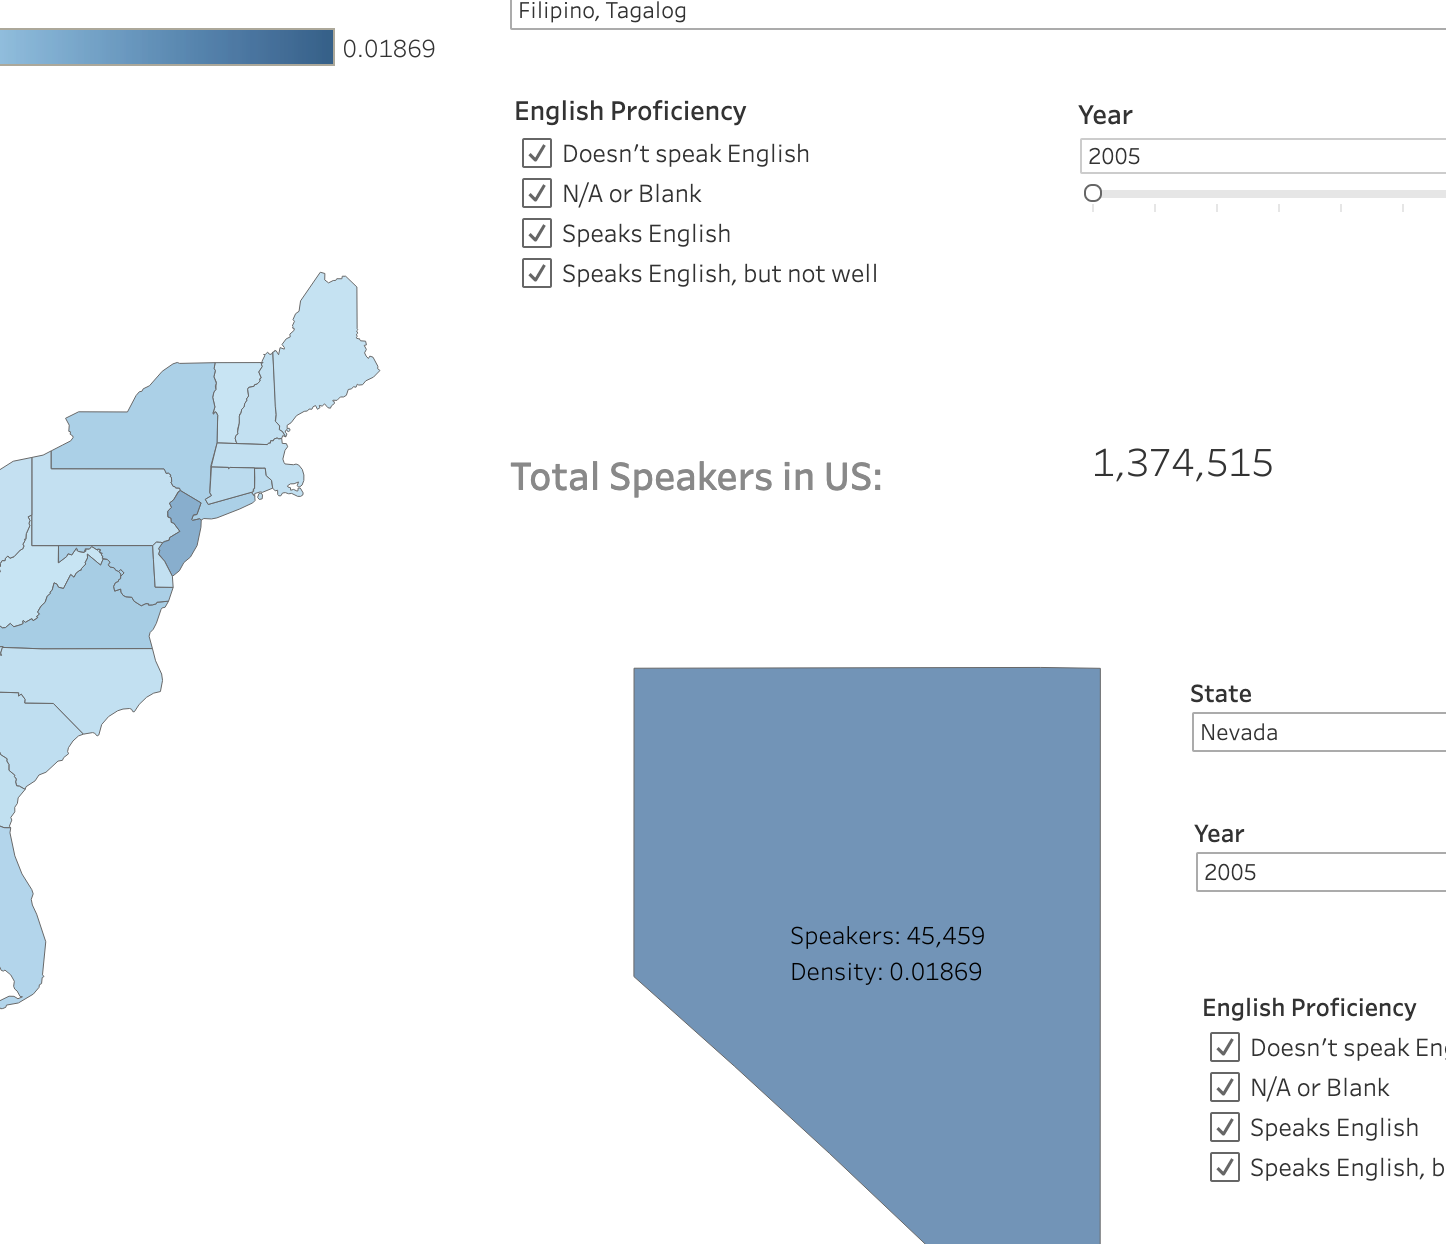 Filipino, Tagalog
0.01869
English Proficiency
Doesn't speak English
N/A or Blank
Speaks English
Speaks English, but not well
Year
2005
Total Speakers in US:
1,374,515
Speakers: 45,459
Density: 0.01869
State
Nevada
Year
2005
English Proficiency
Doesn't speak En
N/A or Blank
Speaks English
Speaks English, b